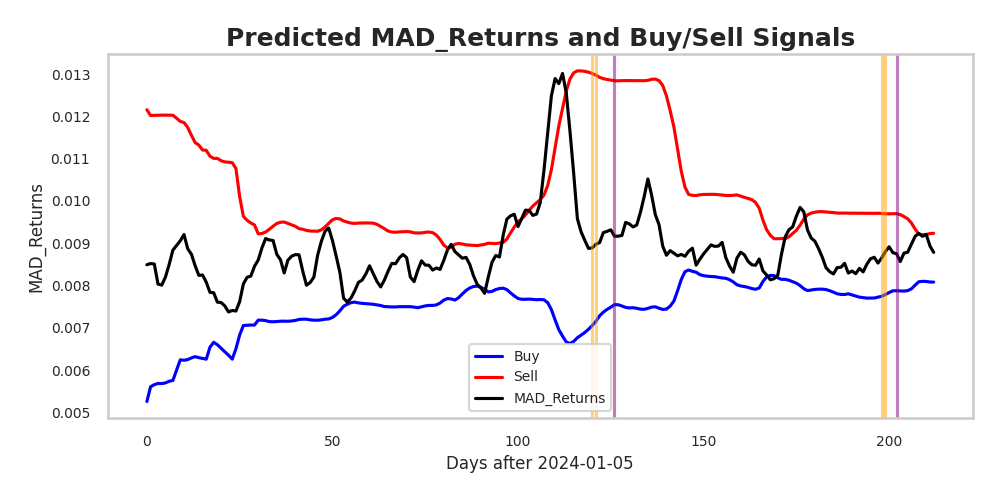 Predicted MAD_Returns and Buy/Sell Signals
MAD_Returns
0.013
0.012
0.011
0.010
0.009
0.008
0.007
0.006
0.005
Buy
Sell
MAD_Returns
0 50 100 150 200
Days after 2024-01-05